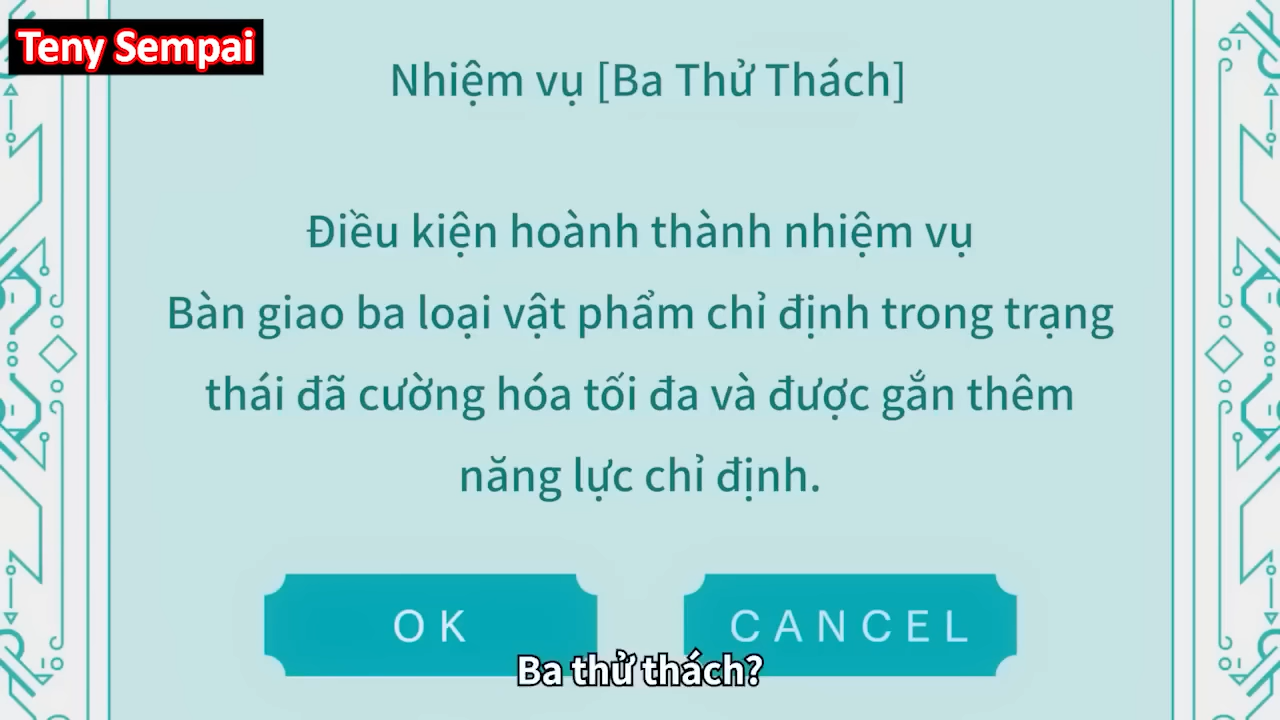 Teny Sempai
Nhiệm vụ [Ba Thử Thách]
Điều kiện hoành thành nhiệm vụ
Bàn giao ba loại vật phẩm chỉ định trong trạng
thái đã cường hóa tối đa và được gắn thêm
năng lực chỉ định.
OK
CANCEL
Ba thử thách?